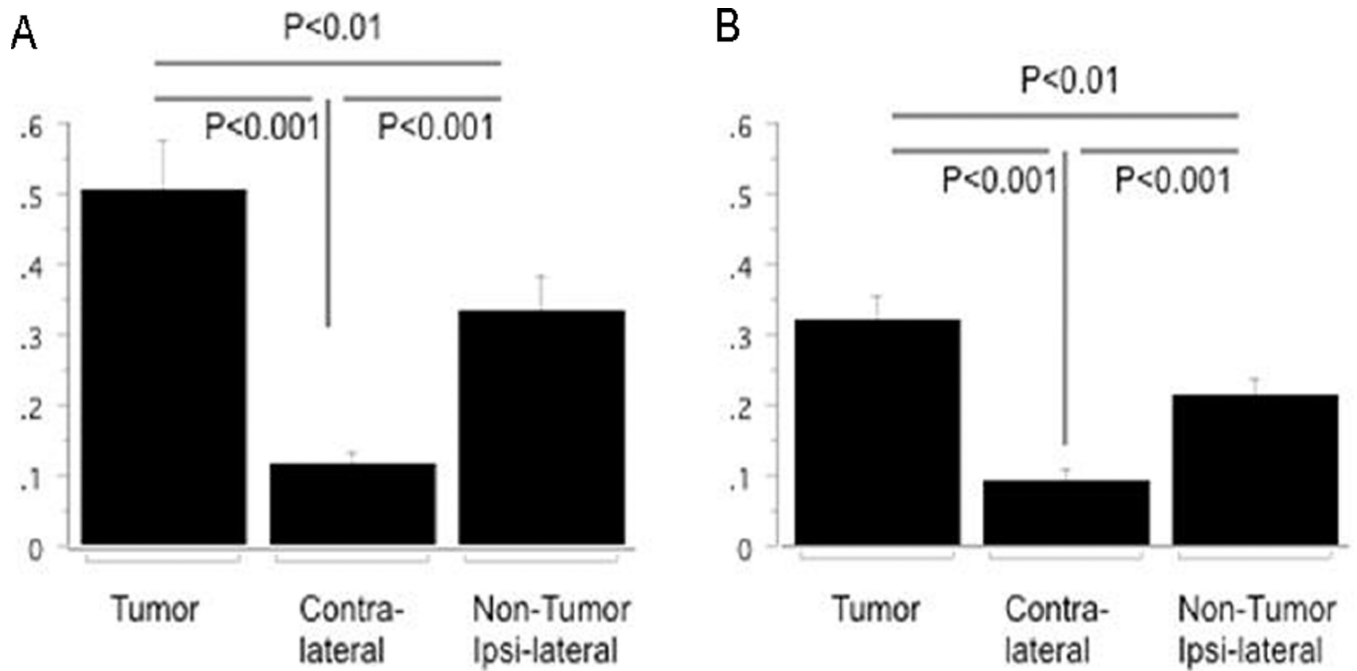 A
P<0.01
P<0.001 P<0.001
.6
.5
.4
.3
.2
.1
0
Tumor
Contra-
lateral
Non-Tumor
Ipsi-lateral
B
P<0.01
P<0.001 P<0.001
.6
.5
.4
.3
.2
.1
0
Tumor
Contra-
lateral
Non-Tumor
Ipsi-lateral